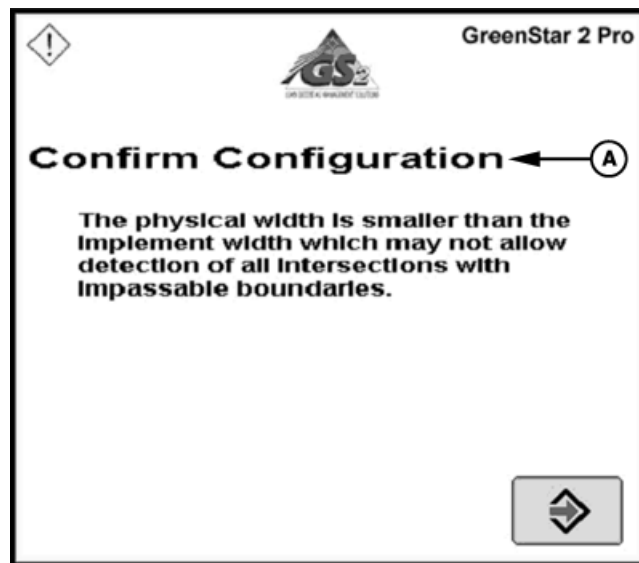 GreenStar 2 Pro
GS2
Confirm Configuration
A
The physical width is smaller than the
implement width which may not allow
detection of all intersections with
impassable boundaries.